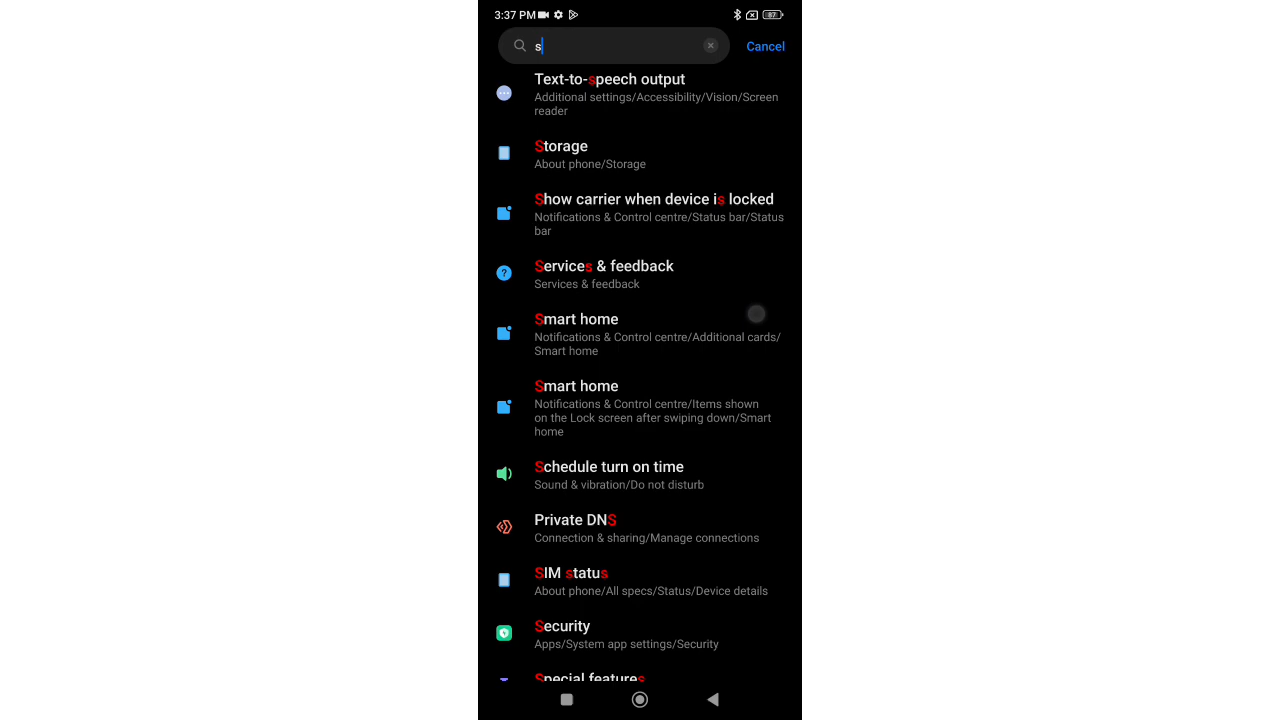 3:37 PM
87
s
Cancel
Text-to-speech output
Additional settings/Accessibility/Vision/Screen
reader
Storage
About phone/Storage
Show carrier when device is locked
Notifications & Control centre/Status bar/Status
bar
Services & feedback
Services & feedback
Smart home
Notifications & Control centre/Additional cards/
Smart home
Smart home
Notifications & Control centre/Items shown
on the Lock screen after swiping down/Smart
home
Schedule turn on time
Sound & vibration/Do not disturb
Private DNS
Connection & sharing/Manage connections
SIM status
About phone/All specs/Status/Device details
Security
Apps/System app settings/Security
Special features